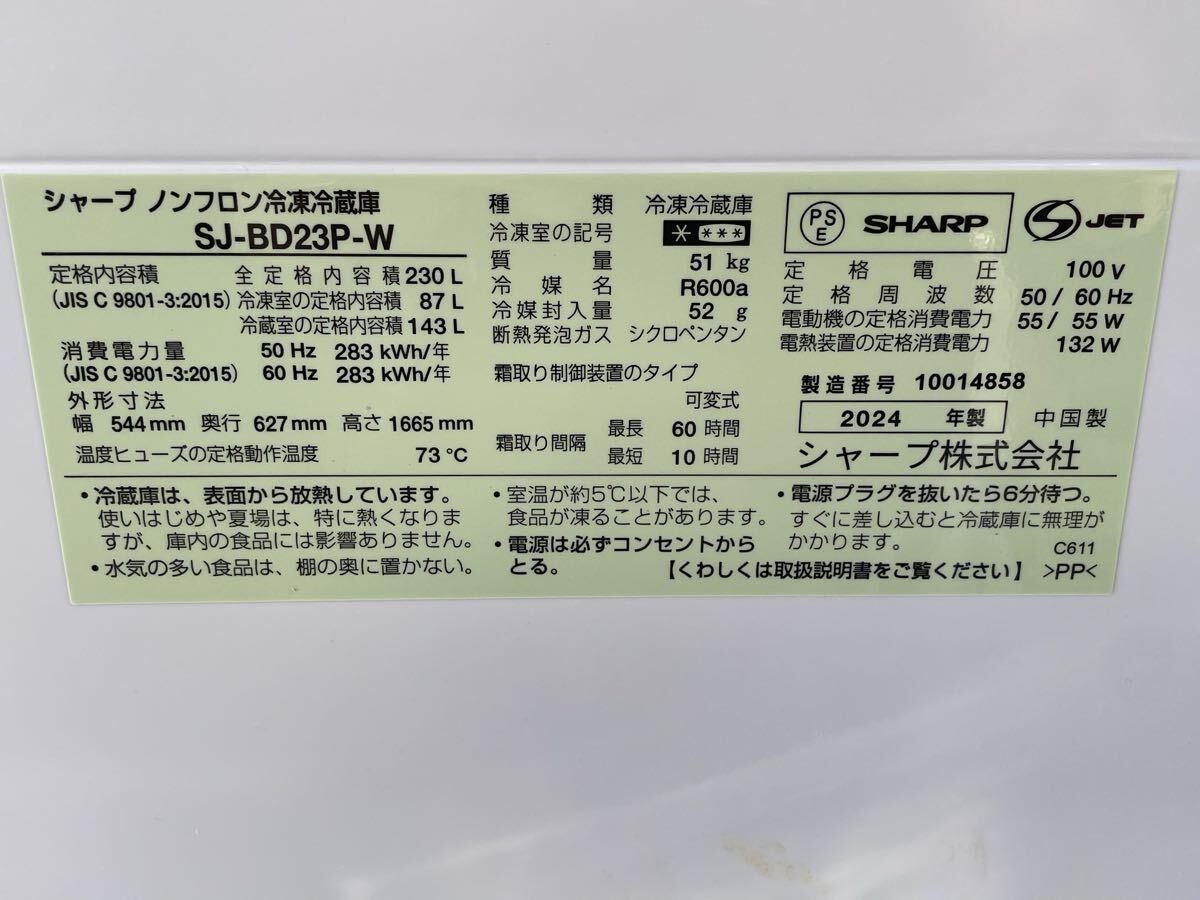 シャープ ノンフロン冷凍冷蔵庫
SJ-BD23P-W
定格内容積 全定格内容積 230 L
(JIS C 9801-3:2015) 冷凍室の定格内容積 87 L
冷蔵室の定格内容積 143 L
消費電力量 50 Hz 283 kWh/年
(JIS C 9801-3:2015) 60 Hz 283 kWh/年
外形寸法
幅 544 mm 奥行 627 mm 高さ 1665 mm
温度ヒューズの定格動作温度 73 ℃
種類 冷凍冷蔵庫
冷凍室の記号 * ***
質量 51 kg
冷媒名 R600a
冷媒封入量 52 g
断熱発泡ガス シクロペンタン
霜取り制御装置のタイプ
可変式
霜取り間隔 最長 60 時間
最短 10 時間
PSE SHARP S JET
定格電圧 100 V
定格周波数 50 / 60 Hz
電動機の定格消費電力 55 / 55 W
電熱装置の定格消費電力 132 W
製造番号 10014858
2024 年製 中国製
シャープ株式会社
・冷蔵庫は、表面から放熱しています。
使いはじめや夏場は、特に熱くなりま
すが、庫内の食品には影響ありません。
・水気の多い食品は、棚の奥に置かない。
・室温が約5℃以下では、
食品が凍ることがあります。
・電源は必ずコンセントから
とる。
・電源プラグを抜いたら6分待つ。
すぐに差し込むと冷蔵庫に無理が
かかります。 C611
【くわしくは取扱説明書をご覧ください】 >PP<